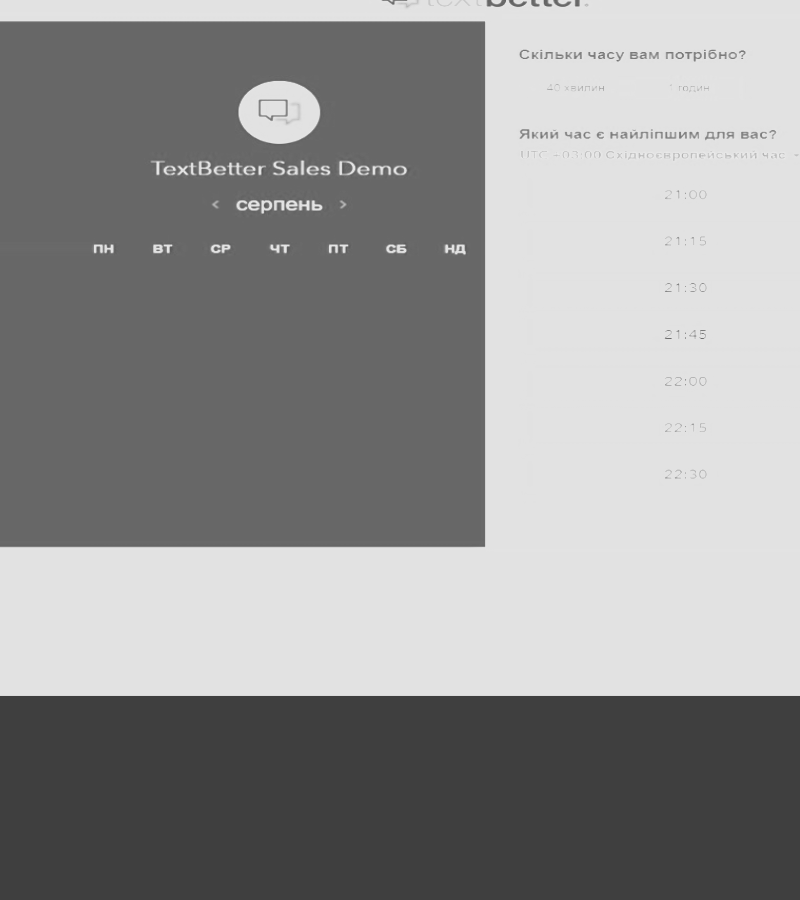 textbetter.
TextBetter Sales Demo
< серпень >
ПН ВТ СР ЧТ ПТ СБ НД
Скільки часу вам потрібно?
40 хвилин 1 годин
Який час є найліпшим для вас?
UTC +03:00 Східноєвропейський час
21:00
21:15
21:30
21:45
22:00
22:15
22:30